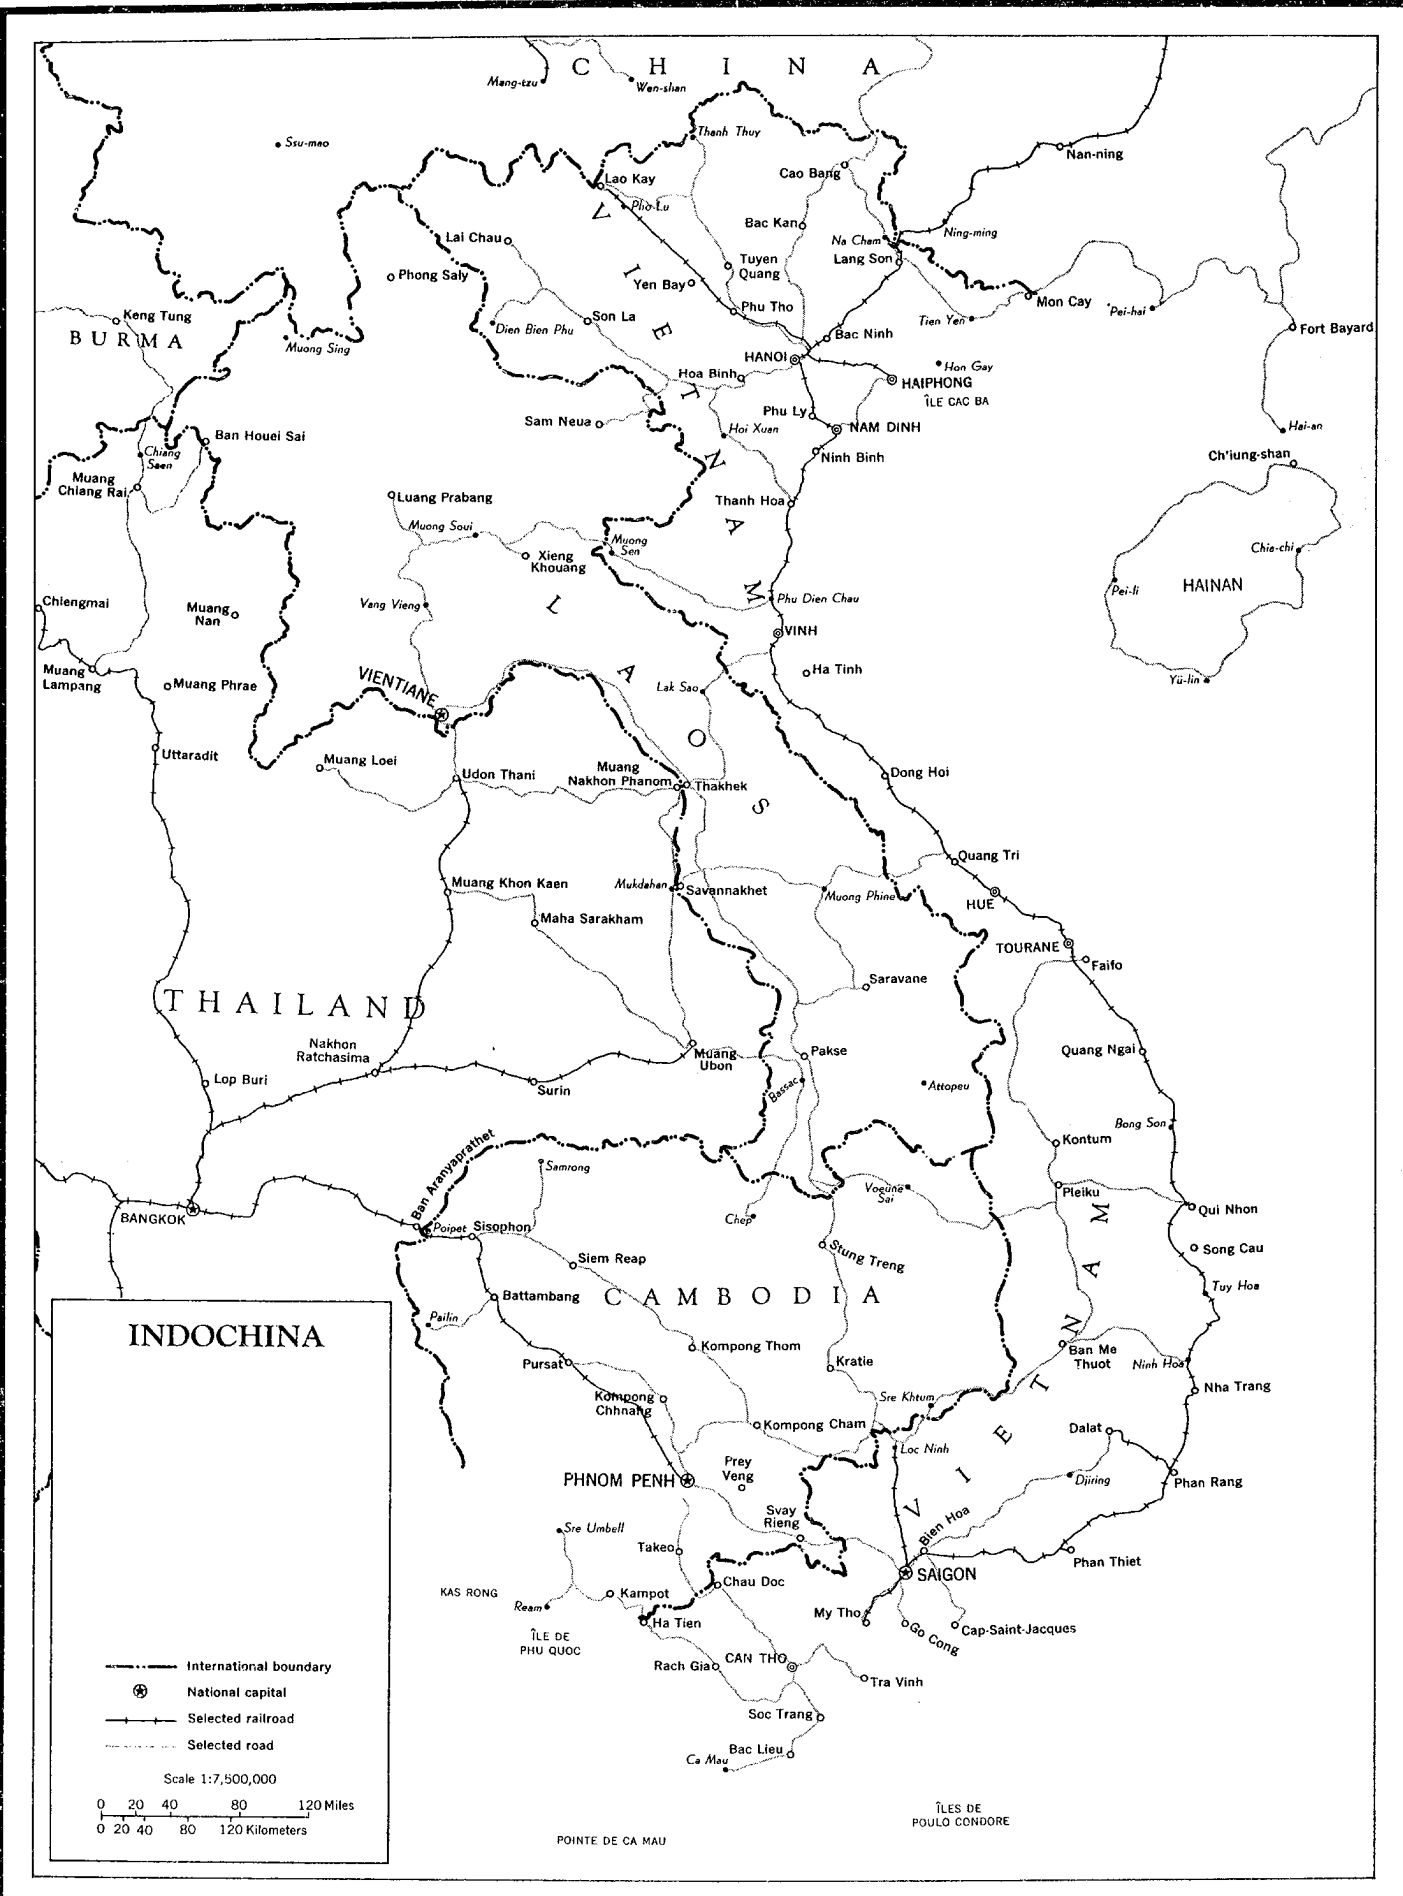 CHINA
Mang-tzu
Wen-shan
Thanh Thuy
Ssu-mao
Nan-ning
Lao Kay
Cao Bang
Pho-Lu
Bac Kan
Ning-ming
Na Cham
Lai Chau
Lang Son
Tuyen
Quang
Phong Saly
Yen Bay
Mon Cay
Phu Tho
Pei-hai
Keng Tung
Son La
Tien Yen
Dien Bien Phu
Fort Bayard
BURMA
Bac Ninh
Muong Sing
HANOI
Hon Gay
Hoa Binh
HAIPHONG
ÎLE CAC BA
Phu Ly
Sam Neua
Hoi Xuan
NAM DINH
Hai-an
Ban Houei Sai
Chiang
Saen
Ninh Binh
Ch'iung-shan
Muang
Chiang Rai
Luang Prabang
Thanh Hoa
Muong Soui
Muong
Sen
Chia-chi
Xieng
Khouang
HAINAN
Pei-li
Chiengmai
Muang
Nan
Vang Vieng
Phu Dien Chau
VIETNAM
LAOS
VINH
Muang
Lampang
Muang Phrae
VIENTIANE
Lak Sao
Ha Tinh
Yü-lin
Uttaradit
Muang Loei
Udon Thani
Muang
Nakhon Phanom
Thakhek
Dong Hoi
Quang Tri
Muang Khon Kaen
Mukdahan
Savannakhet
Muong Phine
HUE
Maha Sarakham
TOURANE
Faifo
Saravane
THAILAND
Nakhon
Ratchasima
Muang
Ubon
Pakse
Quang Ngai
Lop Buri
Surin
Bassac
Attopeu
Bong Son
Ban Aranyaprathet
Kontum
Samrong
Voeune
Sai
Pleiku
BANGKOK
Poipet
Sisophon
Chep
Qui Nhon
Stung Treng
Siem Reap
Song Cau
Battambang
CAMBODIA
Tuy Hoa
Pailin
INDOCHINA
Kompong Thom
Kratie
Ban Me
Thuot
Ninh Hoa
Pursat
Nha Trang
Kompong
Chhnang
Sre Khtum
Kompong Cham
Dalat
Loc Ninh
VIETNAM
Prey
Veng
PHNOM PENH
Djiring
Phan Rang
Svay
Rieng
Bien Hoa
Sre Umbell
Takeo
Phan Thiet
SAIGON
Chau Doc
KAS RONG
Kampot
Ream
My Tho
Ha Tien
Go Cong
Cap-Saint-Jacques
ÎLE DE
PHU QUOC
Rach Gia
CAN THO
International boundary
Tra Vinh
National capital
Selected railroad
Soc Trang
Selected road
Bac Lieu
Ca Mau
Scale 1:7,500,000
0 20 40 80 120 Miles
0 20 40 80 120 Kilometers
ÎLES DE
POULO CONDORE
POINTE DE CA MAU